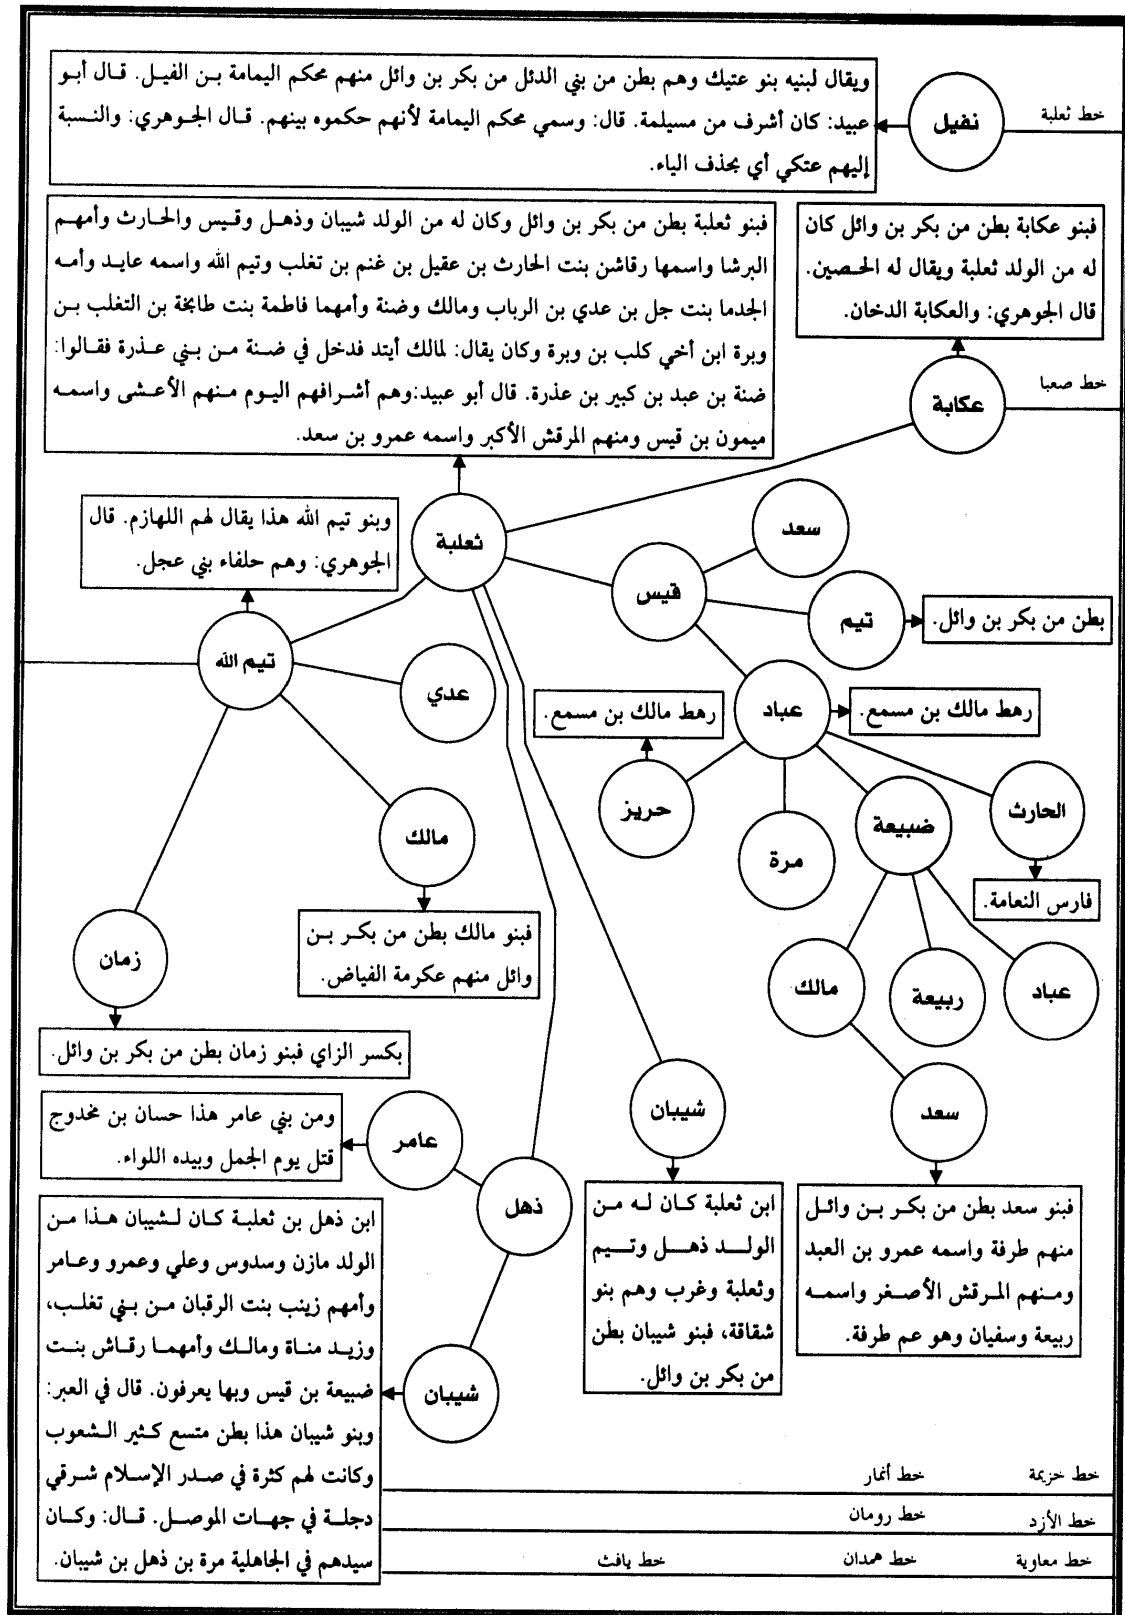 خط ثعلبة
نفيل
ويقال لبنيه بنو عتيك وهم بطن من بني الدئل من بكر بن وائل منهم محكم اليمامة بن الفيل. قال أبو
عبيد: كان أشرف من مسيلمة. قال: وسمي محكم اليمامة لأنهم حكموه بينهم. قال الجوهري: والنسبة
إليهم عتكي أي بحذف الياء.
فبنو عكابة بطن من بكر بن وائل كان
له من الولد ثعلبة ويقال له الحصين.
قال الجوهري: والعكابة الدخان.
خط صعبا
عكابة
فبنو ثعلبة بطن من بكر بن وائل وكان له من الولد شيبان وذهل وقيس والحارث وأمهم
البرشا واسمها رقاشن بنت الحارث بن عقيل بن غنم بن تغلب وتيم الله واسمه عايد وأمه
الجدما بنت جل بن عدي بن الرباب ومالك وضنة وأمهما فاطمة بنت طابخة بن التغلب بن
وبرة ابن أخي كلب بن وبرة وكان يقال: لمالك أيتد فدخل في ضنة من بني عذرة فقالوا:
ضنة بن عبد بن كبير بن عذرة. قال أبو عبيد:وهم أشرافهم اليوم منهم الأعشى واسمه
ميمون بن قيس ومنهم المرقش الأكبر واسمه عمرو بن سعد.
ثعلبة
سعد
قيس
تيم
بطن من بكر بن وائل.
وبنو تيم الله هذا يقال لهم اللهازم. قال
الجوهري: وهم حلفاء بني عجل.
تيم الله
عدي
عباد
رهط مالك بن مسمع.
رهط مالك بن مسمع.
حريز
مرة
ضبيعة
الحارث
فارس النعامة.
مالك
فبنو مالك بطن من بكر بن
وائل منهم عكرمة الفياض.
زمان
بكسر الزاي فبنو زمان بطن من بكر بن وائل.
عباد
ربيعة
مالك
سعد
فبنو سعد بطن من بكر بن وائل
منهم طرفة واسمه عمرو بن العبد
ومنهم المرقش الأصغر واسمه
ربيعة وسفيان وهو عم طرفة.
شيبان
ابن ثعلبة كان له من
الولد ذهل وتيم
وثعلبة وغرب وهم بنو
شقاقة، فبنو شيبان بطن
من بكر بن وائل.
ذهل
عامر
ومن بني عامر هذا حسان بن مخدوج
قتل يوم الجمل وبيده اللواء.
شيبان
ابن ذهل بن ثعلبة كان لشيبان هذا من
الولد مازن وسدوس وعلي وعمرو وعامر
وأمهم زينب بنت الرقبان من بني تغلب،
وزيد مناة ومالك وأمهما رقاش بنت
ضبيعة بن قيس وبها يعرفون. قال في العبر:
وبنو شيبان هذا بطن متسع كثير الشعوب
وكانت لهم كثرة في صدر الإسلام شرقي
دجلة في جهات الموصل. قال: وكان
سيدهم في الجاهلية مرة بن ذهل بن شيبان.
خط خزيمة خط أنمار
خط الأزد خط رومان
خط معاوية خط همدان خط يافث